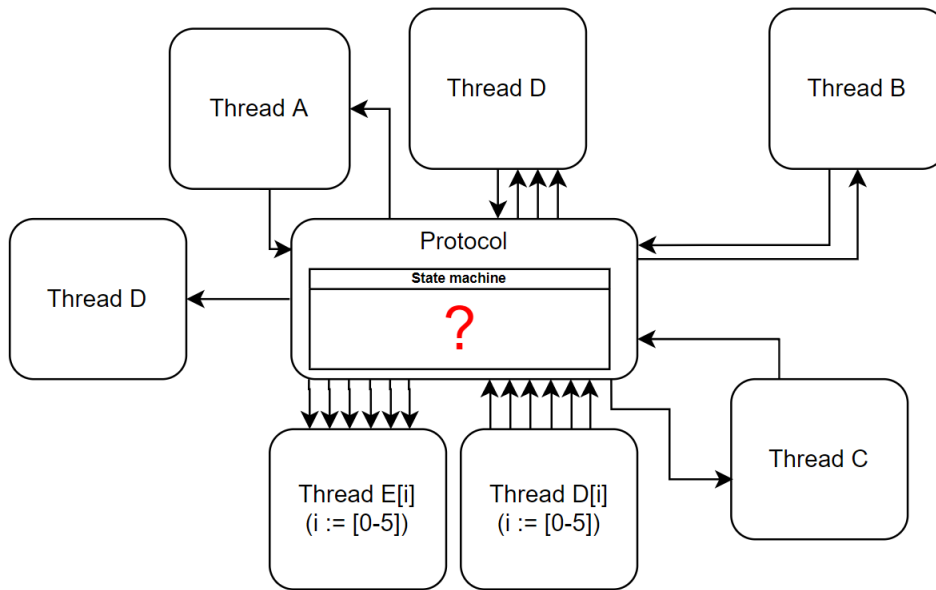 Thread A
Thread D
Thread B
Protocol
State machine
?
Thread D
Thread C
Thread E[i]
(i := [0-5])
Thread D[i]
(i := [0-5])